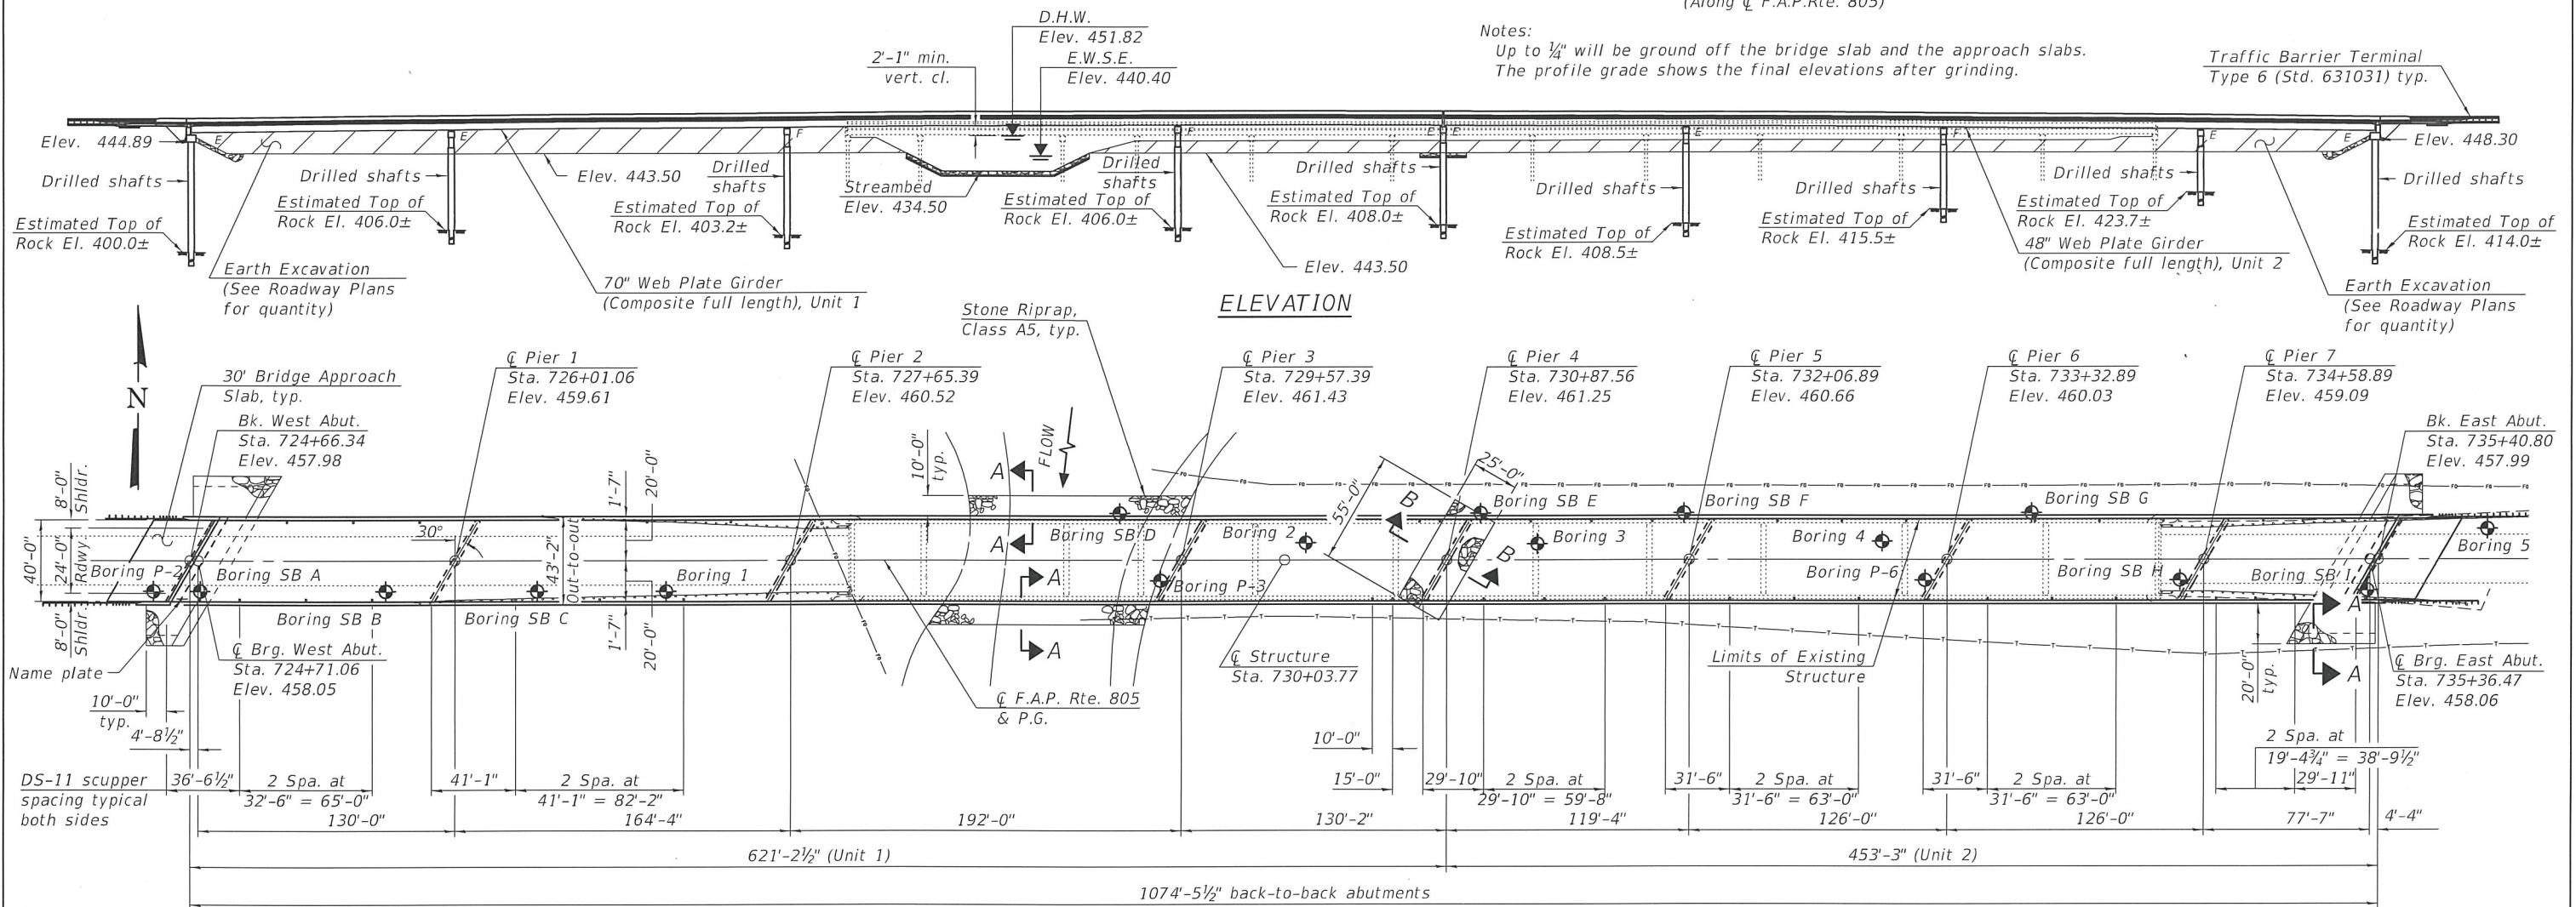 (Along ℄ F.A.P.Rte. 805)
D.H.W.
Elev. 451.82
E.W.S.E.
Elev. 440.40
2'-1" min.
vert. cl.
Notes:
Up to ¼" will be ground off the bridge slab and the approach slabs.
The profile grade shows the final elevations after grinding.
Traffic Barrier Terminal
Type 6 (Std. 631031) typ.
E
F
F
E
E
E
F
E
E
Elev. 444.89
Drilled shafts
Estimated Top of
Rock El. 400.0±
Earth Excavation
(See Roadway Plans
for quantity)
Drilled shafts
Estimated Top of
Rock El. 406.0±
Elev. 443.50
70" Web Plate Girder
(Composite full length), Unit 1
Drilled
shafts
Estimated Top of
Rock El. 403.2±
Streambed
Elev. 434.50
Drilled
shafts
Estimated Top of
Rock El. 406.0±
Elev. 443.50
Drilled shafts
Estimated Top of
Rock El. 408.0±
Drilled shafts
Estimated Top of
Rock El. 408.5±
Drilled shafts
Estimated Top of
Rock El. 415.5±
Drilled shafts
Estimated Top of
Rock El. 423.7±
48" Web Plate Girder
(Composite full length), Unit 2
Elev. 448.30
Drilled shafts
Estimated Top of
Rock El. 414.0±
Earth Excavation
(See Roadway Plans
for quantity)
ELEVATION
N
30' Bridge Approach
Slab, typ.
Bk. West Abut.
Sta. 724+66.34
Elev. 457.98
℄ Pier 1
Sta. 726+01.06
Elev. 459.61
℄ Pier 2
Sta. 727+65.39
Elev. 460.52
Stone Riprap,
Class A5, typ.
℄ Pier 3
Sta. 729+57.39
Elev. 461.43
℄ Pier 4
Sta. 730+87.56
Elev. 461.25
℄ Pier 5
Sta. 732+06.89
Elev. 460.66
℄ Pier 6
Sta. 733+32.89
Elev. 460.03
℄ Pier 7
Sta. 734+58.89
Elev. 459.09
Bk. East Abut.
Sta. 735+40.80
Elev. 457.99
8'-0"
Shldr.
40'-0"
24'-0"
Rdwy.
8'-0"
Shldr.
30°
43'-2"
Out-to-out
1'-7"
20'-0"
1'-7"
20'-0"
10'-0"
typ.
A
FLOW
A
A
A
55'-0"
25'-0"
B
B
Boring P-2
Boring SB A
Boring SB B
Boring SB C
Boring 1
Boring SB D
Boring P-3
Boring 2
Boring SB E
Boring 3
Boring SB F
Boring 4
Boring P-6
Boring SB G
Boring SB H
Boring SB I
Boring 5
A
A
Name plate
℄ Brg. West Abut.
Sta. 724+71.06
Elev. 458.05
℄ F.A.P. Rte. 805
& P.G.
℄ Structure
Sta. 730+03.77
Limits of Existing
Structure
20'-0"
typ.
℄ Brg. East Abut.
Sta. 735+36.47
Elev. 458.06
10'-0"
typ.
4'-8½"
DS-11 scupper
spacing typical
both sides
36'-6½"
2 Spa. at
32'-6" = 65'-0"
41'-1"
2 Spa. at
41'-1" = 82'-2"
10'-0"
15'-0"
29'-10"
2 Spa. at
29'-10" = 59'-8"
31'-6"
2 Spa. at
31'-6" = 63'-0"
31'-6"
2 Spa. at
31'-6" = 63'-0"
2 Spa. at
19'-4¾" = 38'-9½"
29'-11"
130'-0"
164'-4"
192'-0"
130'-2"
119'-4"
126'-0"
126'-0"
77'-7"
4'-4"
621'-2½" (Unit 1)
453'-3" (Unit 2)
1074'-5½" back-to-back abutments